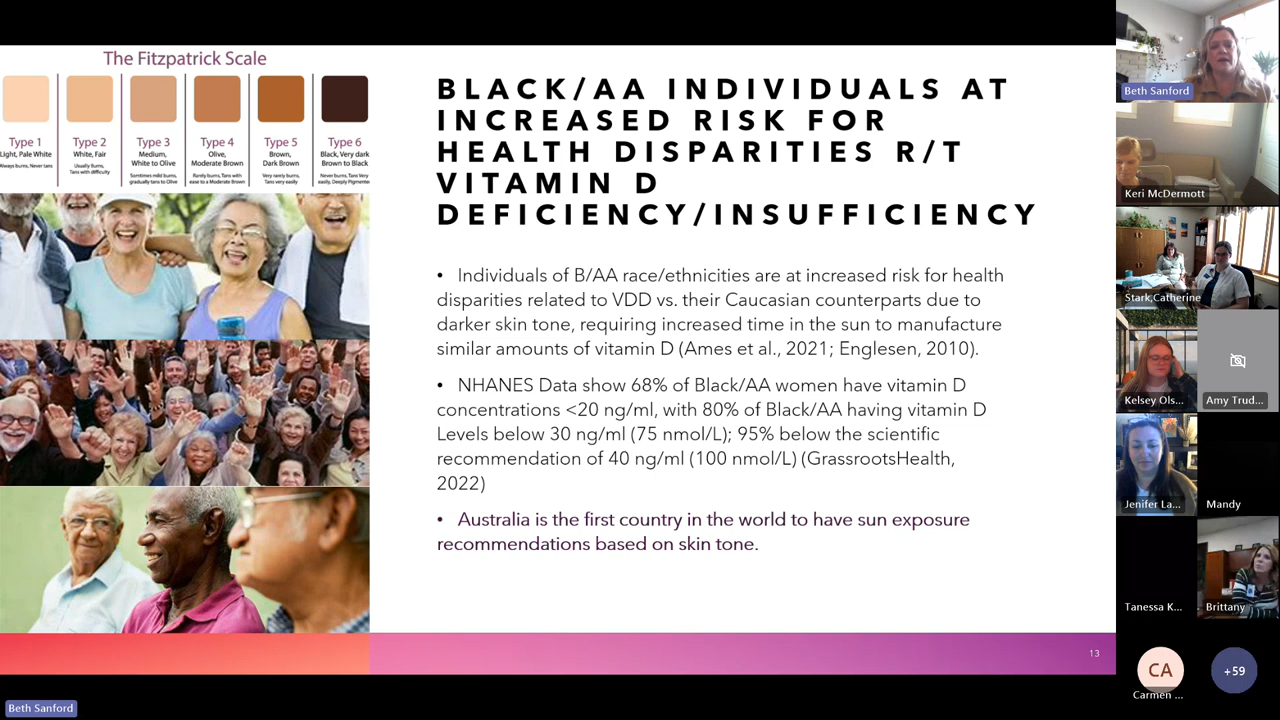 The Fitzpatrick Scale
Type 1
Light, Pale White
Always burns, Never tans
Type 2
White, Fair
Usually Burns,
Tans with difficulty
Type 3
Medium,
White to Olive
Sometimes mild burns,
gradually tans to Olive
Type 4
Olive,
Moderate Brown
Rarely burns, Tans with
ease to a Moderate Brown
Type 5
Brown,
Dark Brown
Very rarely burns,
Tans very easily
Type 6
Black, Very dark
Brown to Black
Never burns, Tans Very
easily, Deeply Pigmente
BLACK/AA INDIVIDUALS AT
INCREASED RISK FOR
HEALTH DISPARITIES R/T
VITAMIN D
DEFICIENCY/INSUFFICIENCY
• Individuals of B/AA race/ethnicities are at increased risk for health
disparities related to VDD vs. their Caucasian counterparts due to
darker skin tone, requiring increased time in the sun to manufacture
similar amounts of vitamin D (Ames et al., 2021; Englesen, 2010).
• NHANES Data show 68% of Black/AA women have vitamin D
concentrations <20 ng/ml, with 80% of Black/AA having vitamin D
Levels below 30 ng/ml (75 nmol/L); 95% below the scientific
recommendation of 40 ng/ml (100 nmol/L) (GrassrootsHealth,
2022)
• Australia is the first country in the world to have sun exposure
recommendations based on skin tone.
13
Beth Sanford
Beth Sanford
Keri McDermott
Stark,Catherine
Kelsey Ols...
Amy Trud...
Jenifer La...
Mandy
Tanessa K...
Brittany
CA
Carmen ...
+59